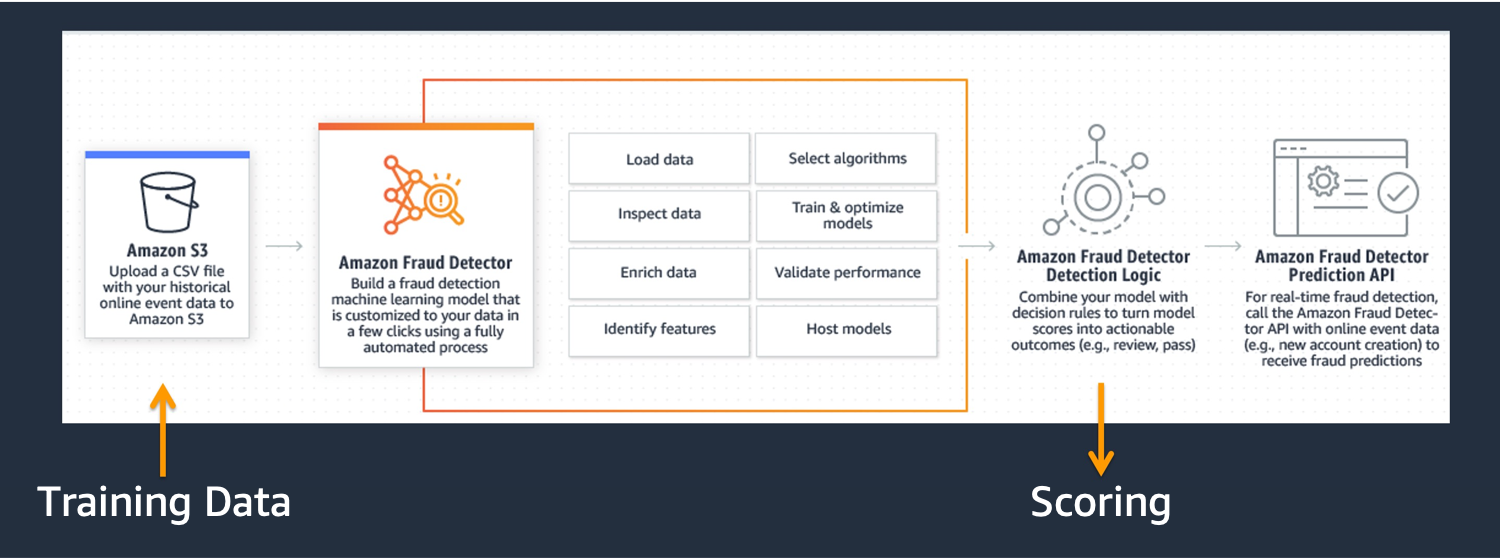 Amazon S3
Upload a CSV file
with your historical
online event data to
Amazon S3
Amazon Fraud Detector
Build a fraud detection
machine learning model that
is customized to your data in
a few clicks using a fully
automated process
Load data
Select algorithms
Inspect data
Train & optimize
models
Enrich data
Validate performance
Identify features
Host models
Amazon Fraud Detector
Detection Logic
Combine your model with
decision rules to turn model
scores into actionable
outcomes (e.g., review, pass)
Amazon Fraud Detector
Prediction API
For real-time fraud detection,
call the Amazon Fraud Detec-
tor API with online event data
(e.g., new account creation) to
receive fraud predictions
Training Data
Scoring